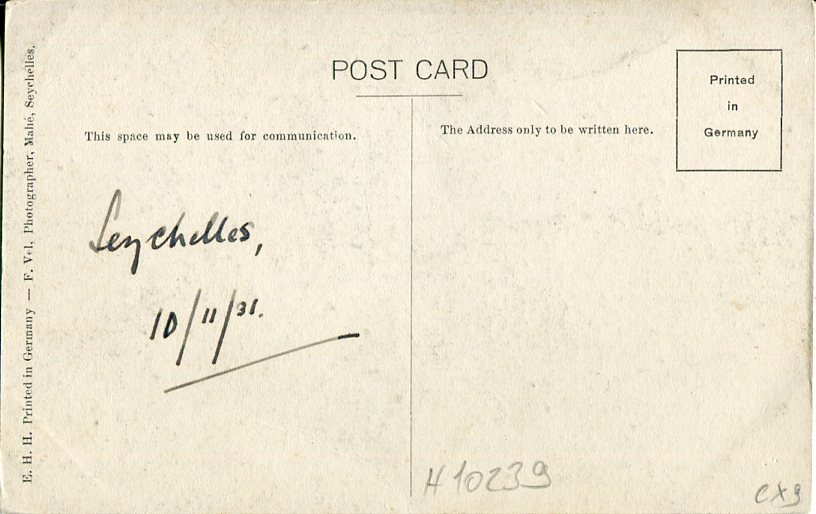 POST CARD
Printed
in
Germany
This space may be used for communication.
The Address only to be written here.
Seychelles,
10/11/31.
H10239
CX9
E. H. H. Printed in Germany — F. Vel, Photographer, Mahé, Seychelles.